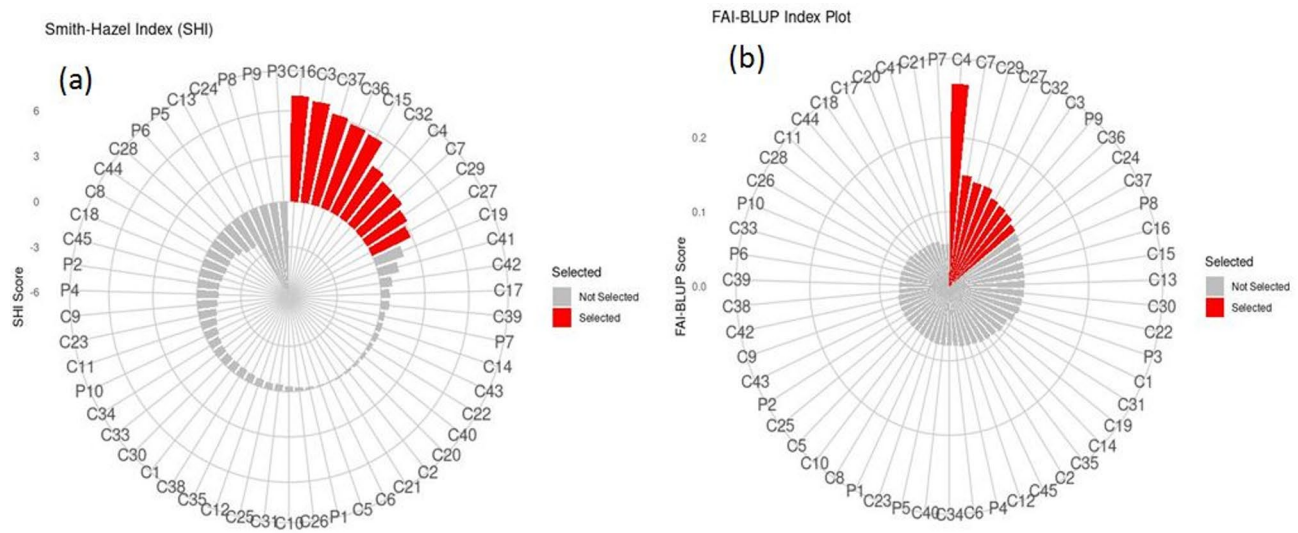 Smith-Hazel Index (SHI)
(a)
SHI Score
6
3
0
-3
-6
C16
C3
C37
C36
C15
C32
C4
C7
C29
C27
C19
C41
C42
C17
C39
P7
C14
C43
C22
C40
C20
C2
C21
C6
C5
P1
C26
C10
C31
C25
C12
C35
C38
C1
C30
C33
C34
P10
C11
C23
C9
P4
P2
C45
C18
C8
C44
C28
P6
P5
C13
C24
P8
P9
P3
Selected
Not Selected
Selected
FAI-BLUP Index Plot
(b)
FAI-BLUP Score
0.2
0.1
0.0
C4
C7
C29
C27
C32
C3
P9
C36
C24
C37
P8
C16
C15
C13
C30
C22
P3
C1
C31
C19
C14
C35
C2
C45
C12
P4
C6
C34
C40
P5
C23
P1
C8
C10
C5
C25
P2
C43
C9
C42
C38
C39
P6
C33
P10
C26
C28
C11
C44
C18
C17
C20
C41
C21
P7
Selected
Not Selected
Selected